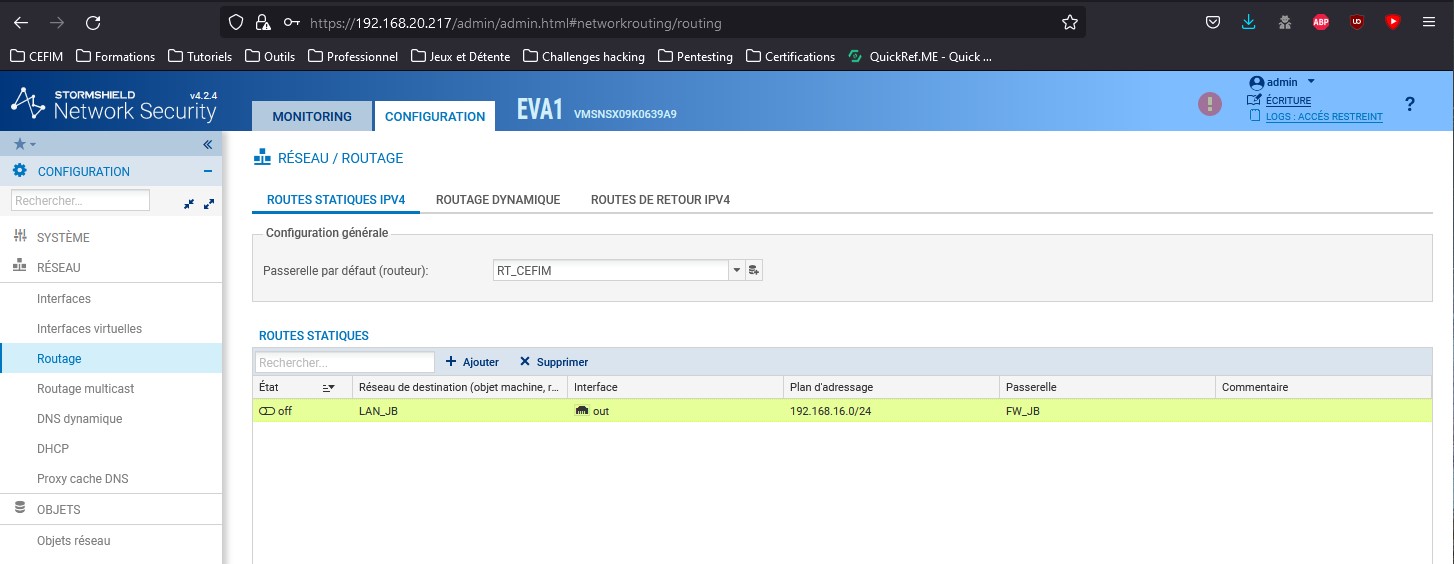 https://192.168.20.217/admin/admin.html#networkrouting/routing
ABP
UD
CEFIM Formations Tutoriels Outils Professionnel Jeux et Détente Challenges hacking Pentesting Certifications QuickRef.ME - Quick ...
STORMSHIELD v4.2.4
Network Security
MONITORING
CONFIGURATION
EVA1 VMSNSX09K0639A9
admin
ÉCRITURE
LOGS : ACCÈS RESTREINT
?
CONFIGURATION
Rechercher...
SYSTÈME
RÉSEAU
Interfaces
Interfaces virtuelles
Routage
Routage multicast
DNS dynamique
DHCP
Proxy cache DNS
OBJETS
Objets réseau
RÉSEAU / ROUTAGE
ROUTES STATIQUES IPV4 ROUTAGE DYNAMIQUE ROUTES DE RETOUR IPV4
Configuration générale
Passerelle par défaut (routeur): RT_CEFIM
ROUTES STATIQUES
Rechercher... + Ajouter × Supprimer
État Réseau de destination (objet machine, r... Interface Plan d'adressage Passerelle Commentaire
off LAN_JB out 192.168.16.0/24 FW_JB